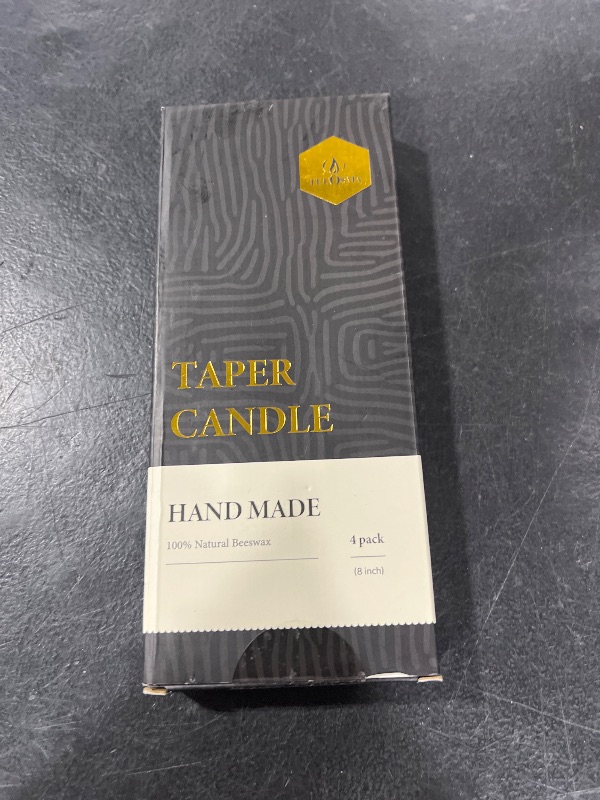 TAPER
CANDLE
HAND MADE
100% Natural Beeswax
4 pack
(8 inch)